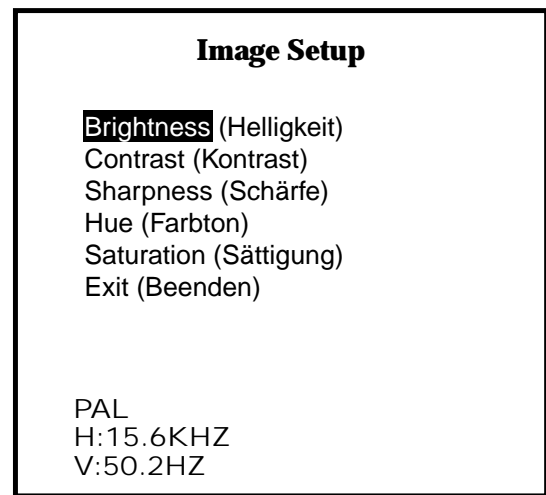 Image Setup
Brightness (Helligkeit)
Contrast (Kontrast)
Sharpness (Schärfe)
Hue (Farbton)
Saturation (Sättigung)
Exit (Beenden)
PAL
H:15.6KHZ
V:50.2HZ